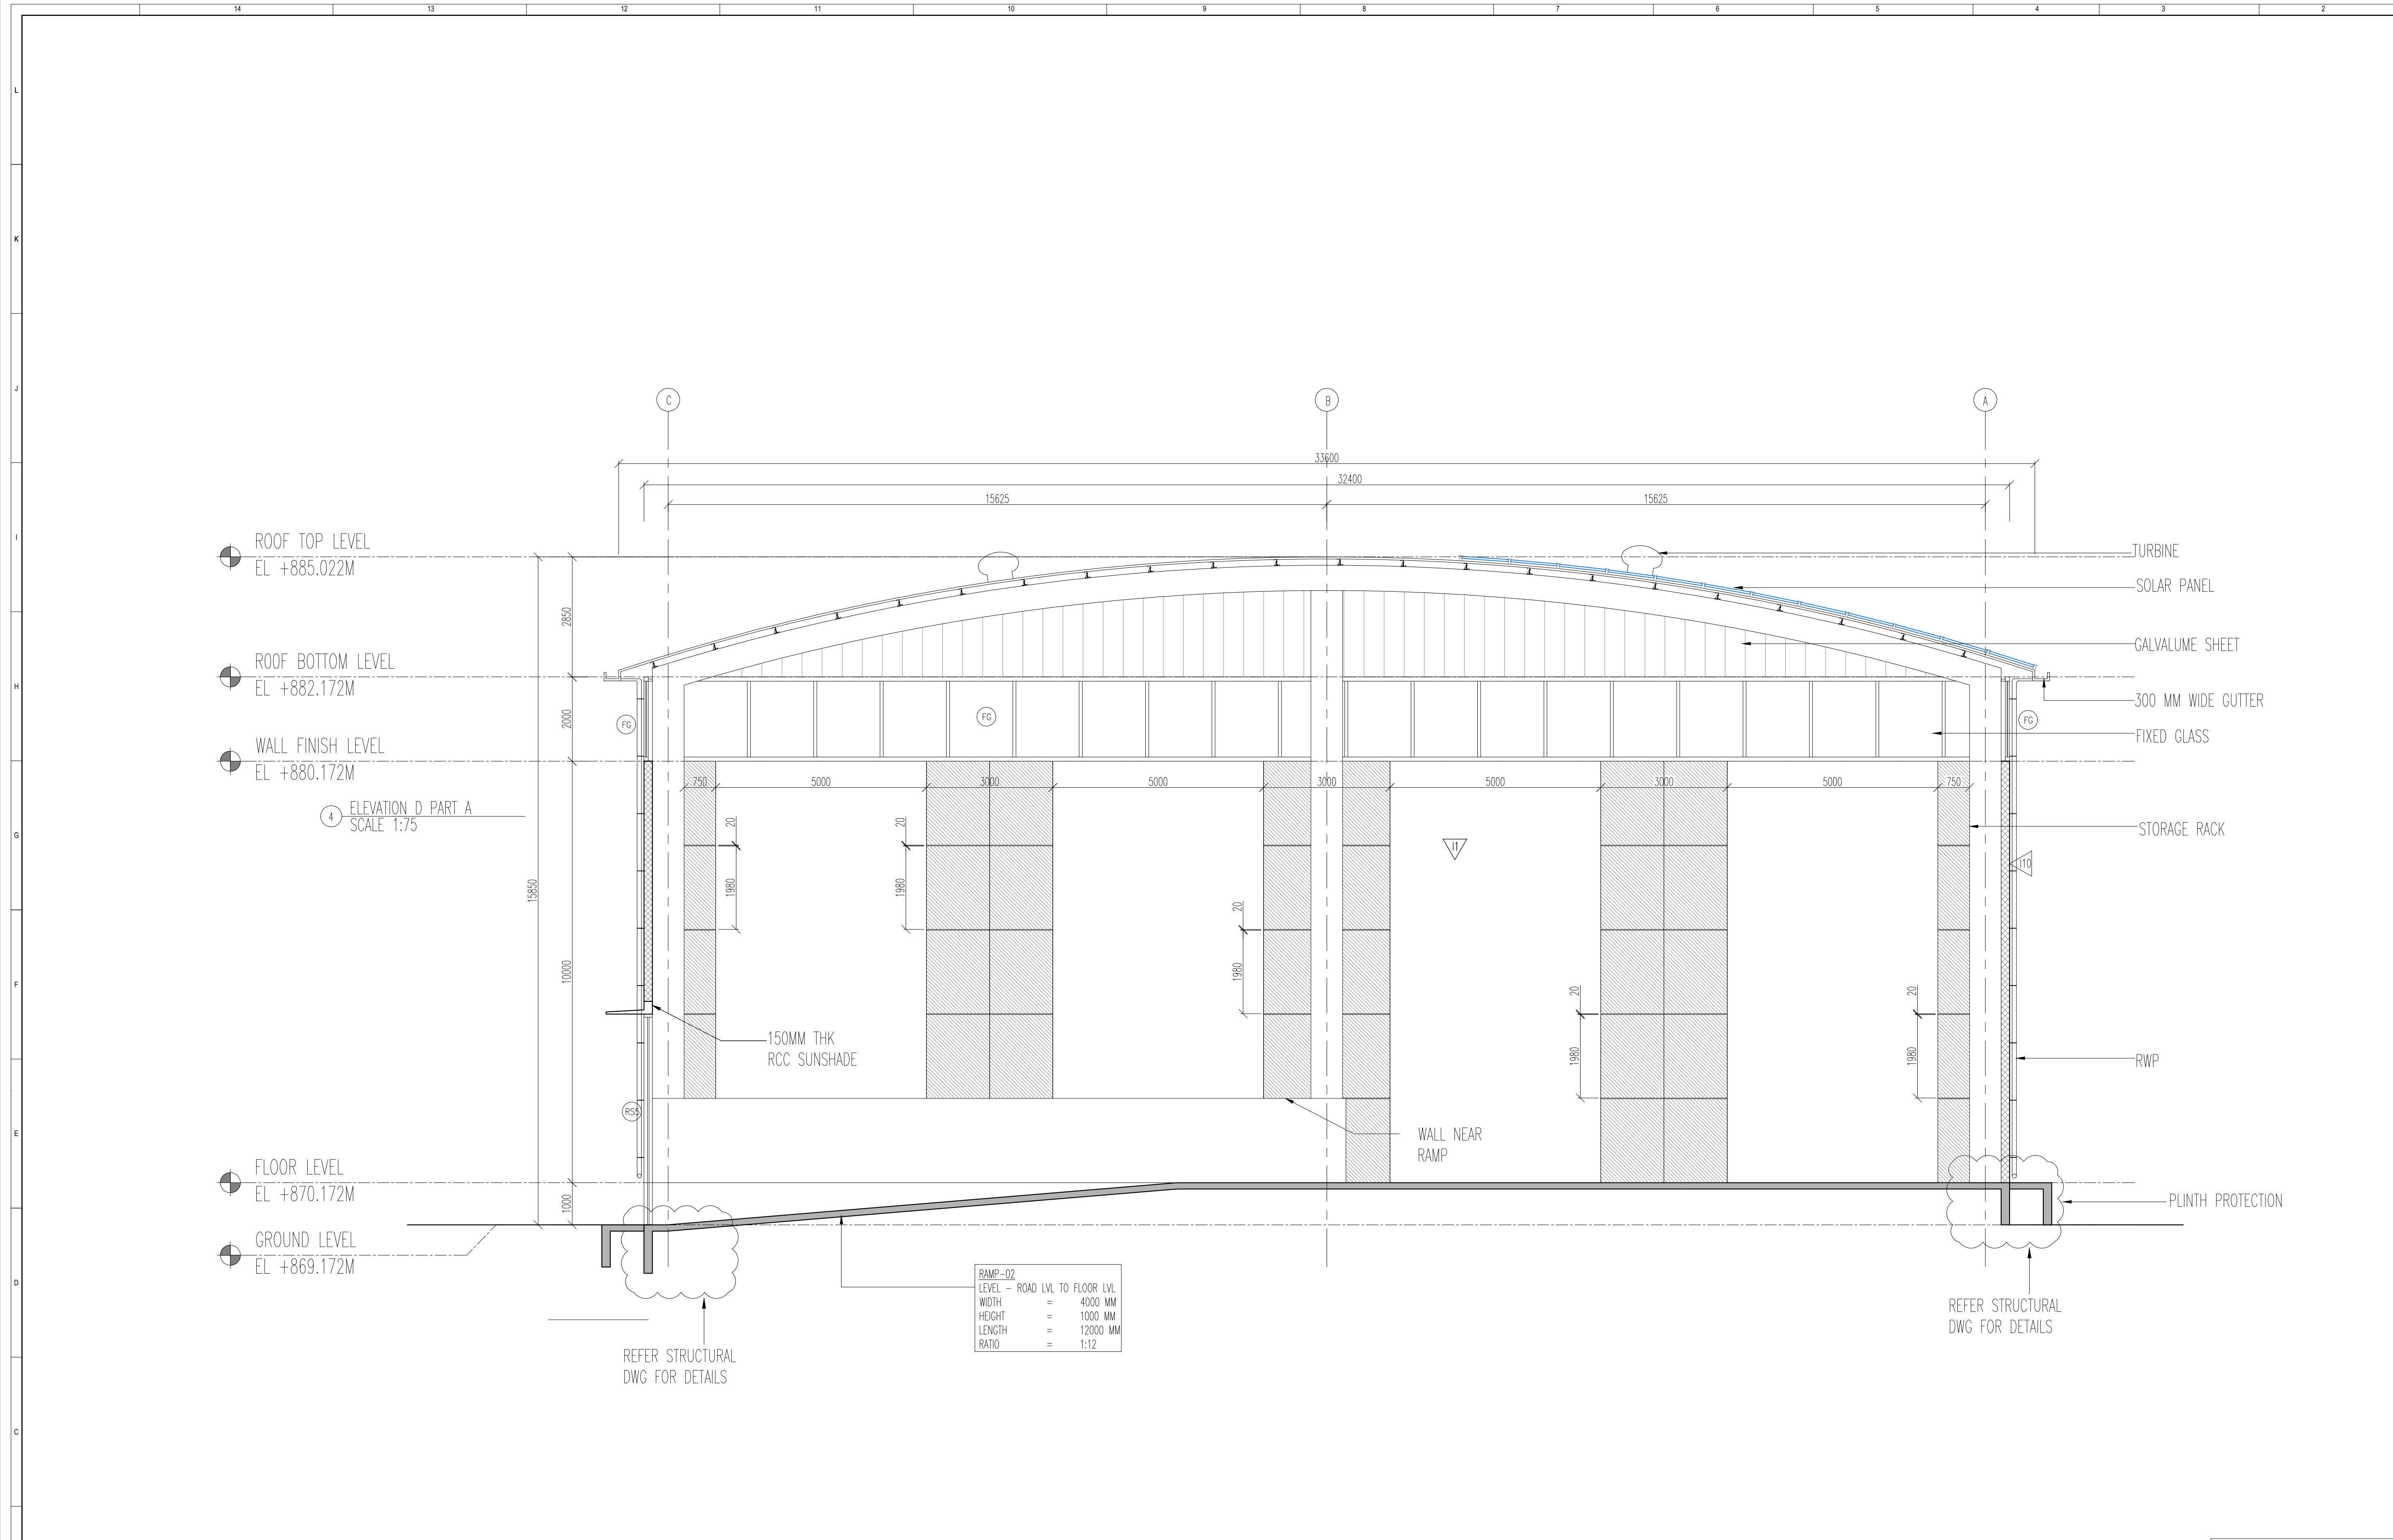 14 13 12 11 10 9 8 7 6 5 4 3 2
L
K
J
I
H
G
F
E
D
C
C B A
33600
32400
15625 15625
ROOF TOP LEVEL
EL +885.022M
TURBINE
SOLAR PANEL
2850
ROOF BOTTOM LEVEL
EL +882.172M
GALVALUME SHEET
300 MM WIDE GUTTER
2000
FG FG FG
FIXED GLASS
WALL FINISH LEVEL
EL +880.172M
750 5000 3000 5000 3000 5000 3000 5000 750
4 ELEVATION D PART A
SCALE 1:75
20 20
STORAGE RACK
I1
I10
1980 1980
15850
20
10000
1980
20 20
150MM THK
RCC SUNSHADE
1980 1980
RWP
RS5
WALL NEAR
RAMP
FLOOR LEVEL
EL +870.172M
1000
PLINTH PROTECTION
GROUND LEVEL
EL +869.172M
RAMP-02
LEVEL - ROAD LVL TO FLOOR LVL
WIDTH = 4000 MM
HEIGHT = 1000 MM
LENGTH = 12000 MM
RATIO = 1:12
REFER STRUCTURAL
DWG FOR DETAILS
REFER STRUCTURAL
DWG FOR DETAILS